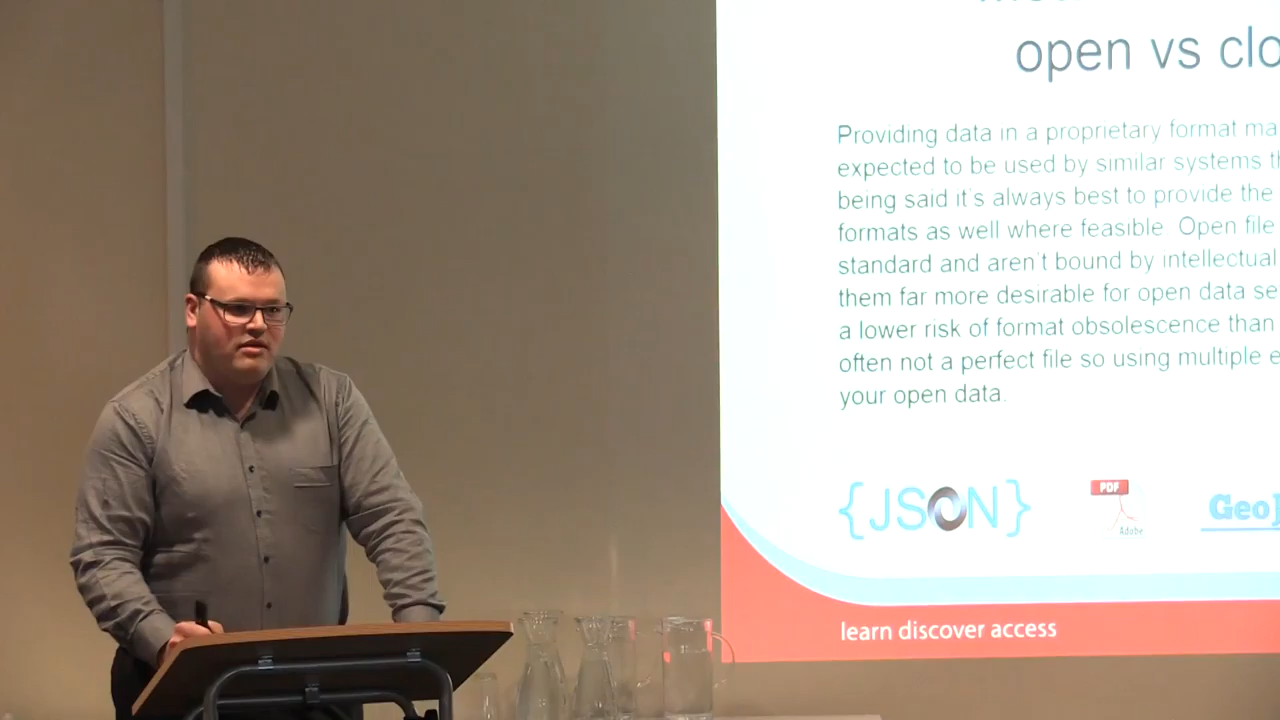 open vs clo
Providing data in a proprietary format ma
expected to be used by similar systems th
being said it's always best to provide the
formats as well where feasible. Open file
standard and aren't bound by intellectual
them far more desirable for open data se
a lower risk of format obsolescence than
often not a perfect file so using multiple e
your open data.
{JSON}
PDF
Adobe
GeoJ
learn discover access